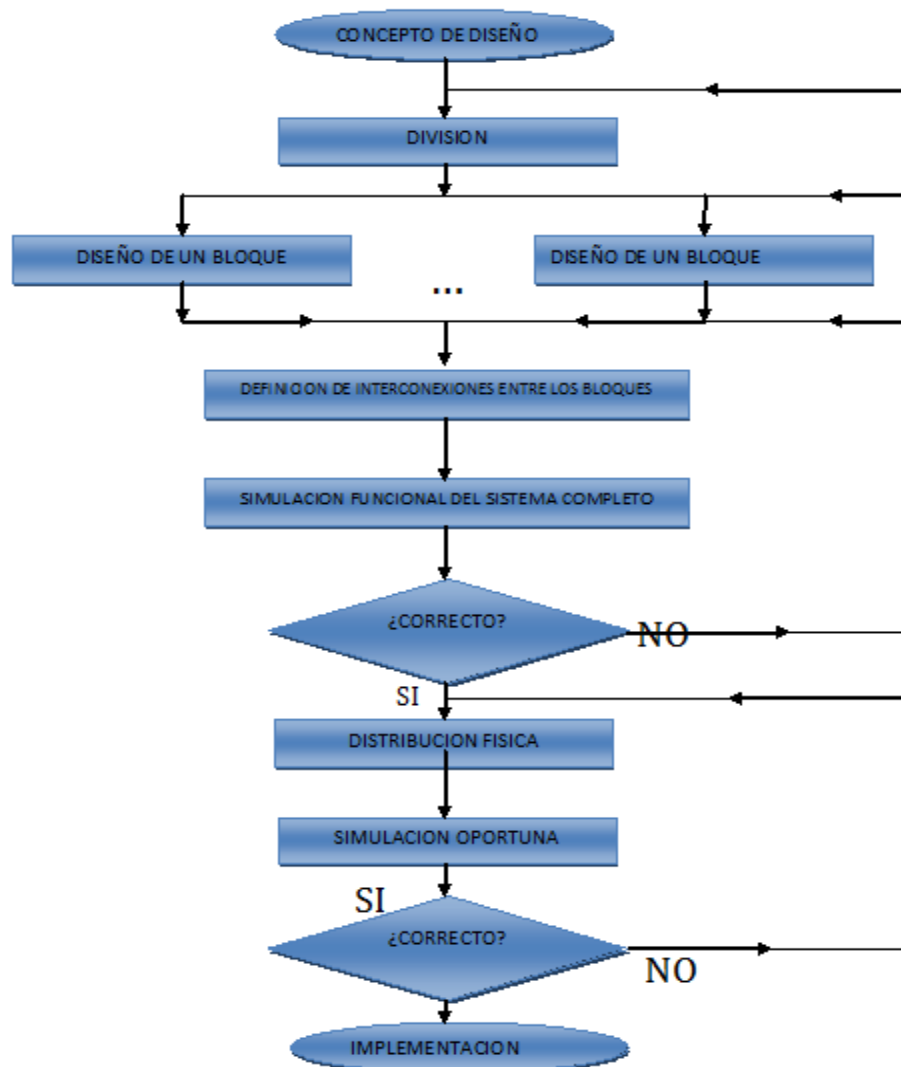 CONCEPTO DE DISEÑO
DIVISION
DISEÑO DE UN BLOQUE
DISEÑO DE UN BLOQUE
...
DEFINICION DE INTERCONEXIONES ENTRE LOS BLOQUES
SIMULACION FUNCIONAL DEL SISTEMA COMPLETO
¿CORRECTO?
NO
SI
DISTRIBUCION FISICA
SIMULACION OPORTUNA
SI
¿CORRECTO?
NO
IMPLEMENTACION